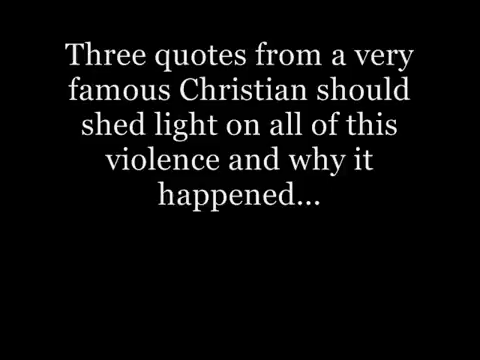 Three quotes from a very
famous Christian should
shed light on all of this
violence and why it
happened...